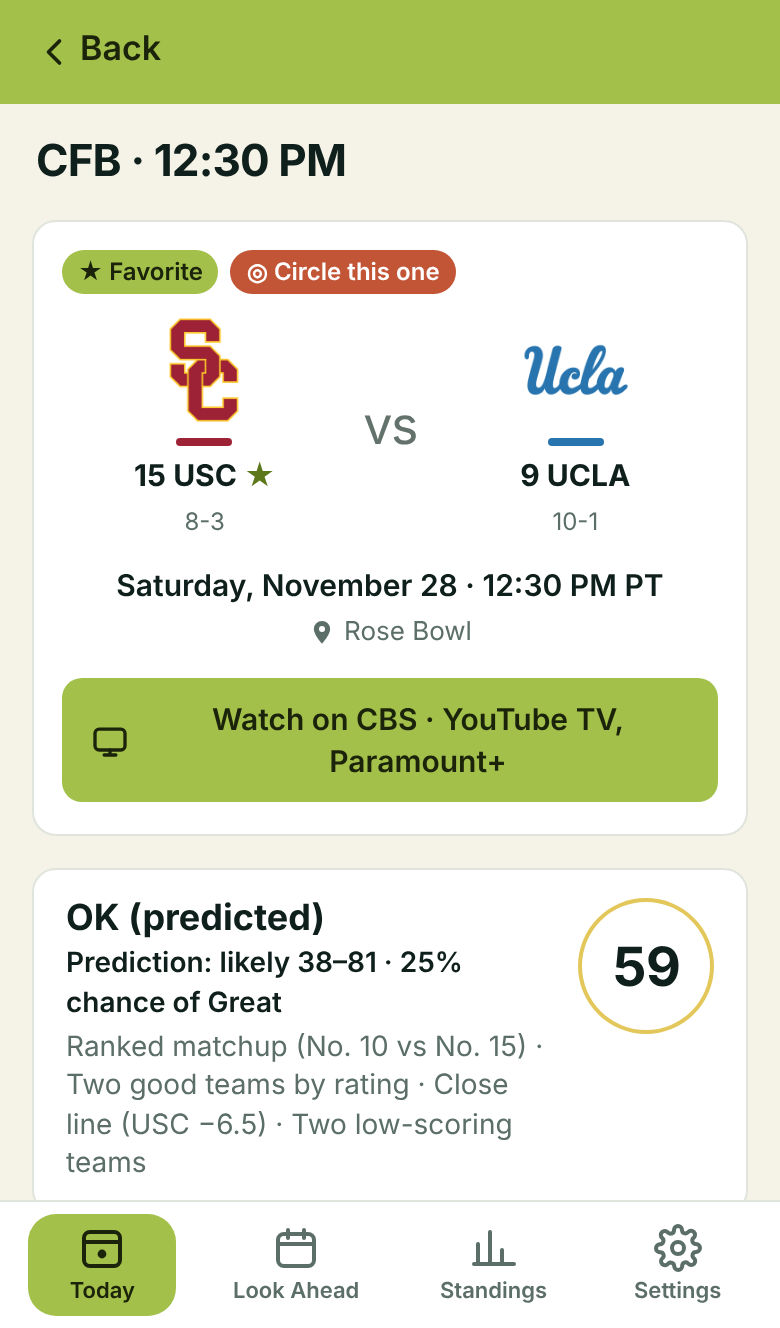 Back
CFB · 12:30 PM
★ Favorite
◎ Circle this one
SC
Ucla
VS
15 USC ★
9 UCLA
8-3
10-1
Saturday, November 28 · 12:30 PM PT
Rose Bowl
Watch on CBS · YouTube TV,
Paramount+
OK (predicted)
59
Prediction: likely 38–81 · 25%
chance of Great
Ranked matchup (No. 10 vs No. 15) ·
Two good teams by rating · Close
line (USC −6.5) · Two low-scoring
teams
Today
Look Ahead
Standings
Settings